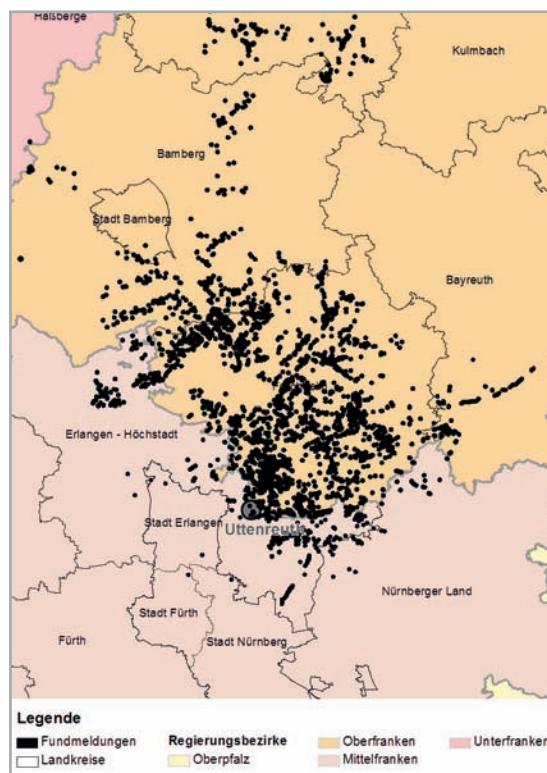 Haßberge
Kulmbach
Bamberg
Stadt Bamberg
Bayreuth
Erlangen - Höchstadt
Stadt Erlangen
Uttenreuth
Nürnberger Land
Stadt Fürth
Fürth
Stadt Nürnberg
Legende
Fundmeldungen Regierungsbezirke Oberfranken Unterfranken
Landkreise Oberpfalz Mittelfranken